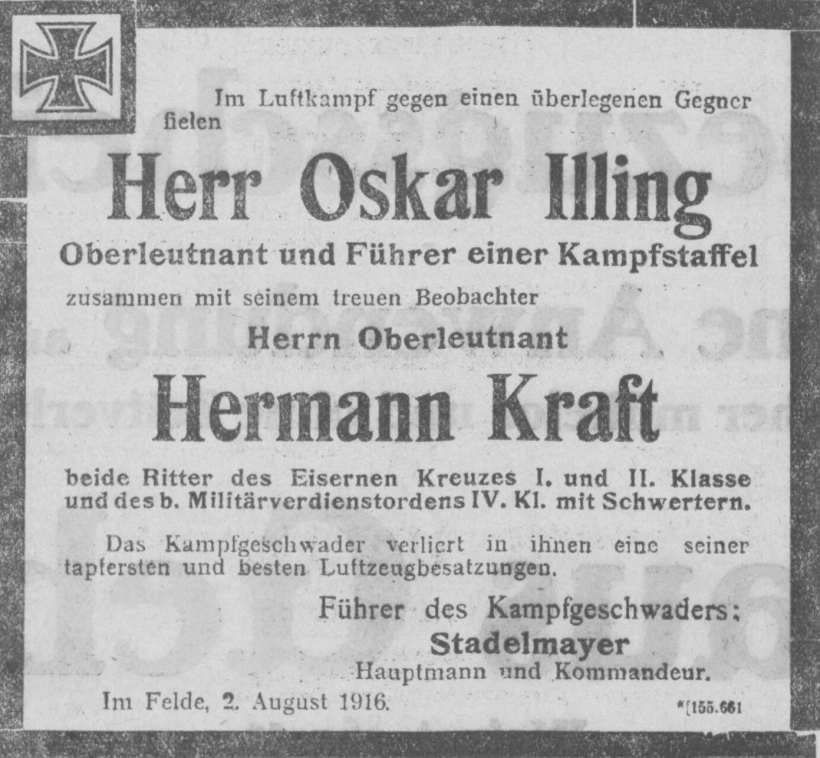 Im Luftkampf gegen einen überlegenen Gegner
fielen
Herr Oskar Illing
Oberleutnant und Führer einer Kampfstaffel
zusammen mit seinem treuen Beobachter
Herrn Oberleutnant
Hermann Kraft
beide Ritter des Eisernen Kreuzes I. und II. Klasse
und des b. Militärverdienstordens IV. Kl. mit Schwertern.
Das Kampfgeschwader verliert in ihnen eine seiner
tapfersten und besten Luftzeugbesatzungen.
Führer des Kampfgeschwaders:
Stadelmayer
Hauptmann und Kommandeur.
Im Felde, 2. August 1916.
*[155.661